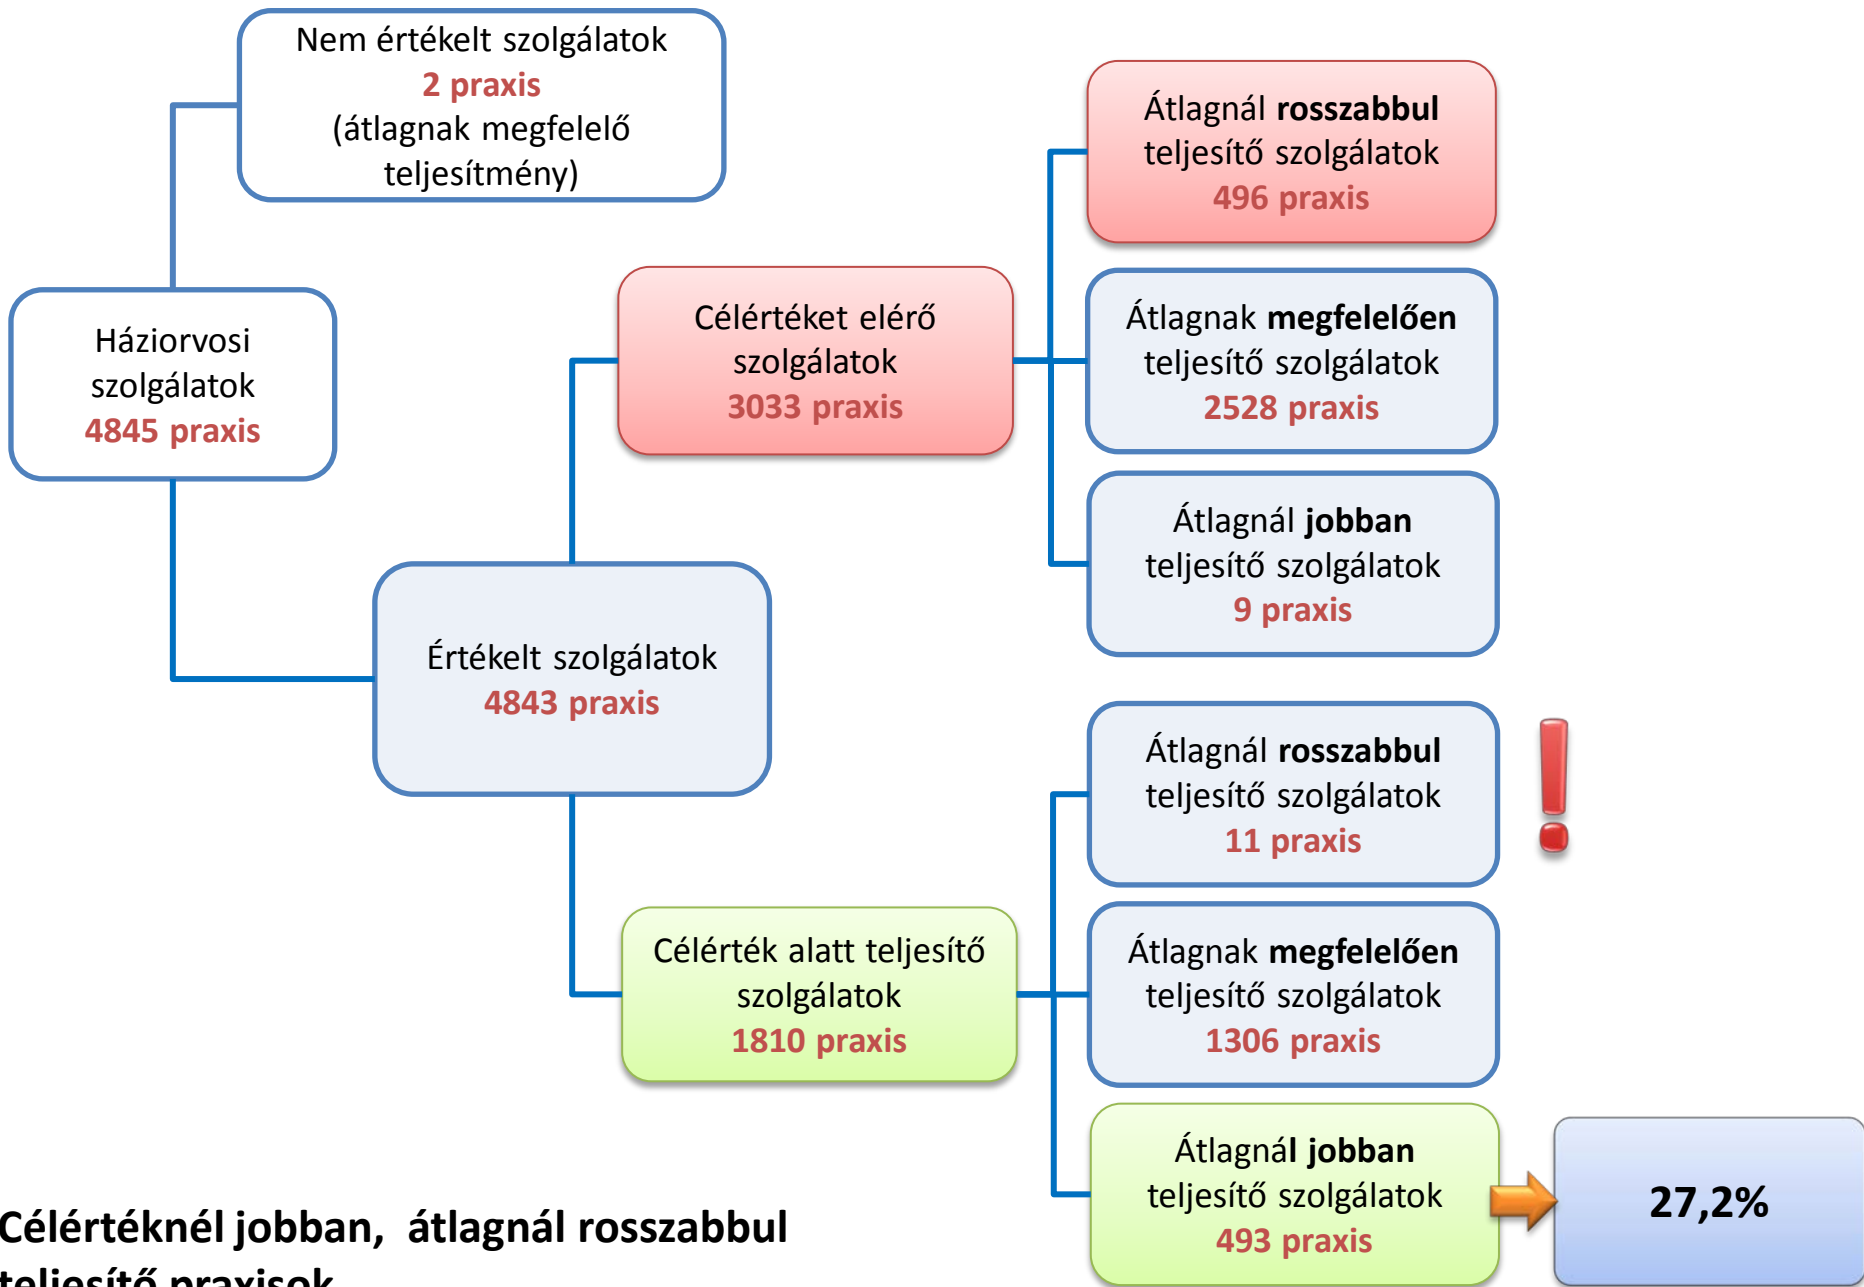 Nem értékelt szolgálatok
2 praxis
(átlagnak megfelelő
teljesítmény)
Háziorvosi
szolgálatok
4845 praxis
Értékelt szolgálatok
4843 praxis
Célértéket elérő
szolgálatok
3033 praxis
Átlagnál rosszabbul
teljesítő szolgálatok
496 praxis
Átlagnak megfelelően
teljesítő szolgálatok
2528 praxis
Átlagnál jobban
teljesítő szolgálatok
9 praxis
Célérték alatt teljesítő
szolgálatok
1810 praxis
Átlagnál rosszabbul
teljesítő szolgálatok
11 praxis
Átlagnak megfelelően
teljesítő szolgálatok
1306 praxis
Átlagnál jobban
teljesítő szolgálatok
493 praxis
27,2%
Célértéknél jobban, átlagnál rosszabbul
teljesítő praxisok